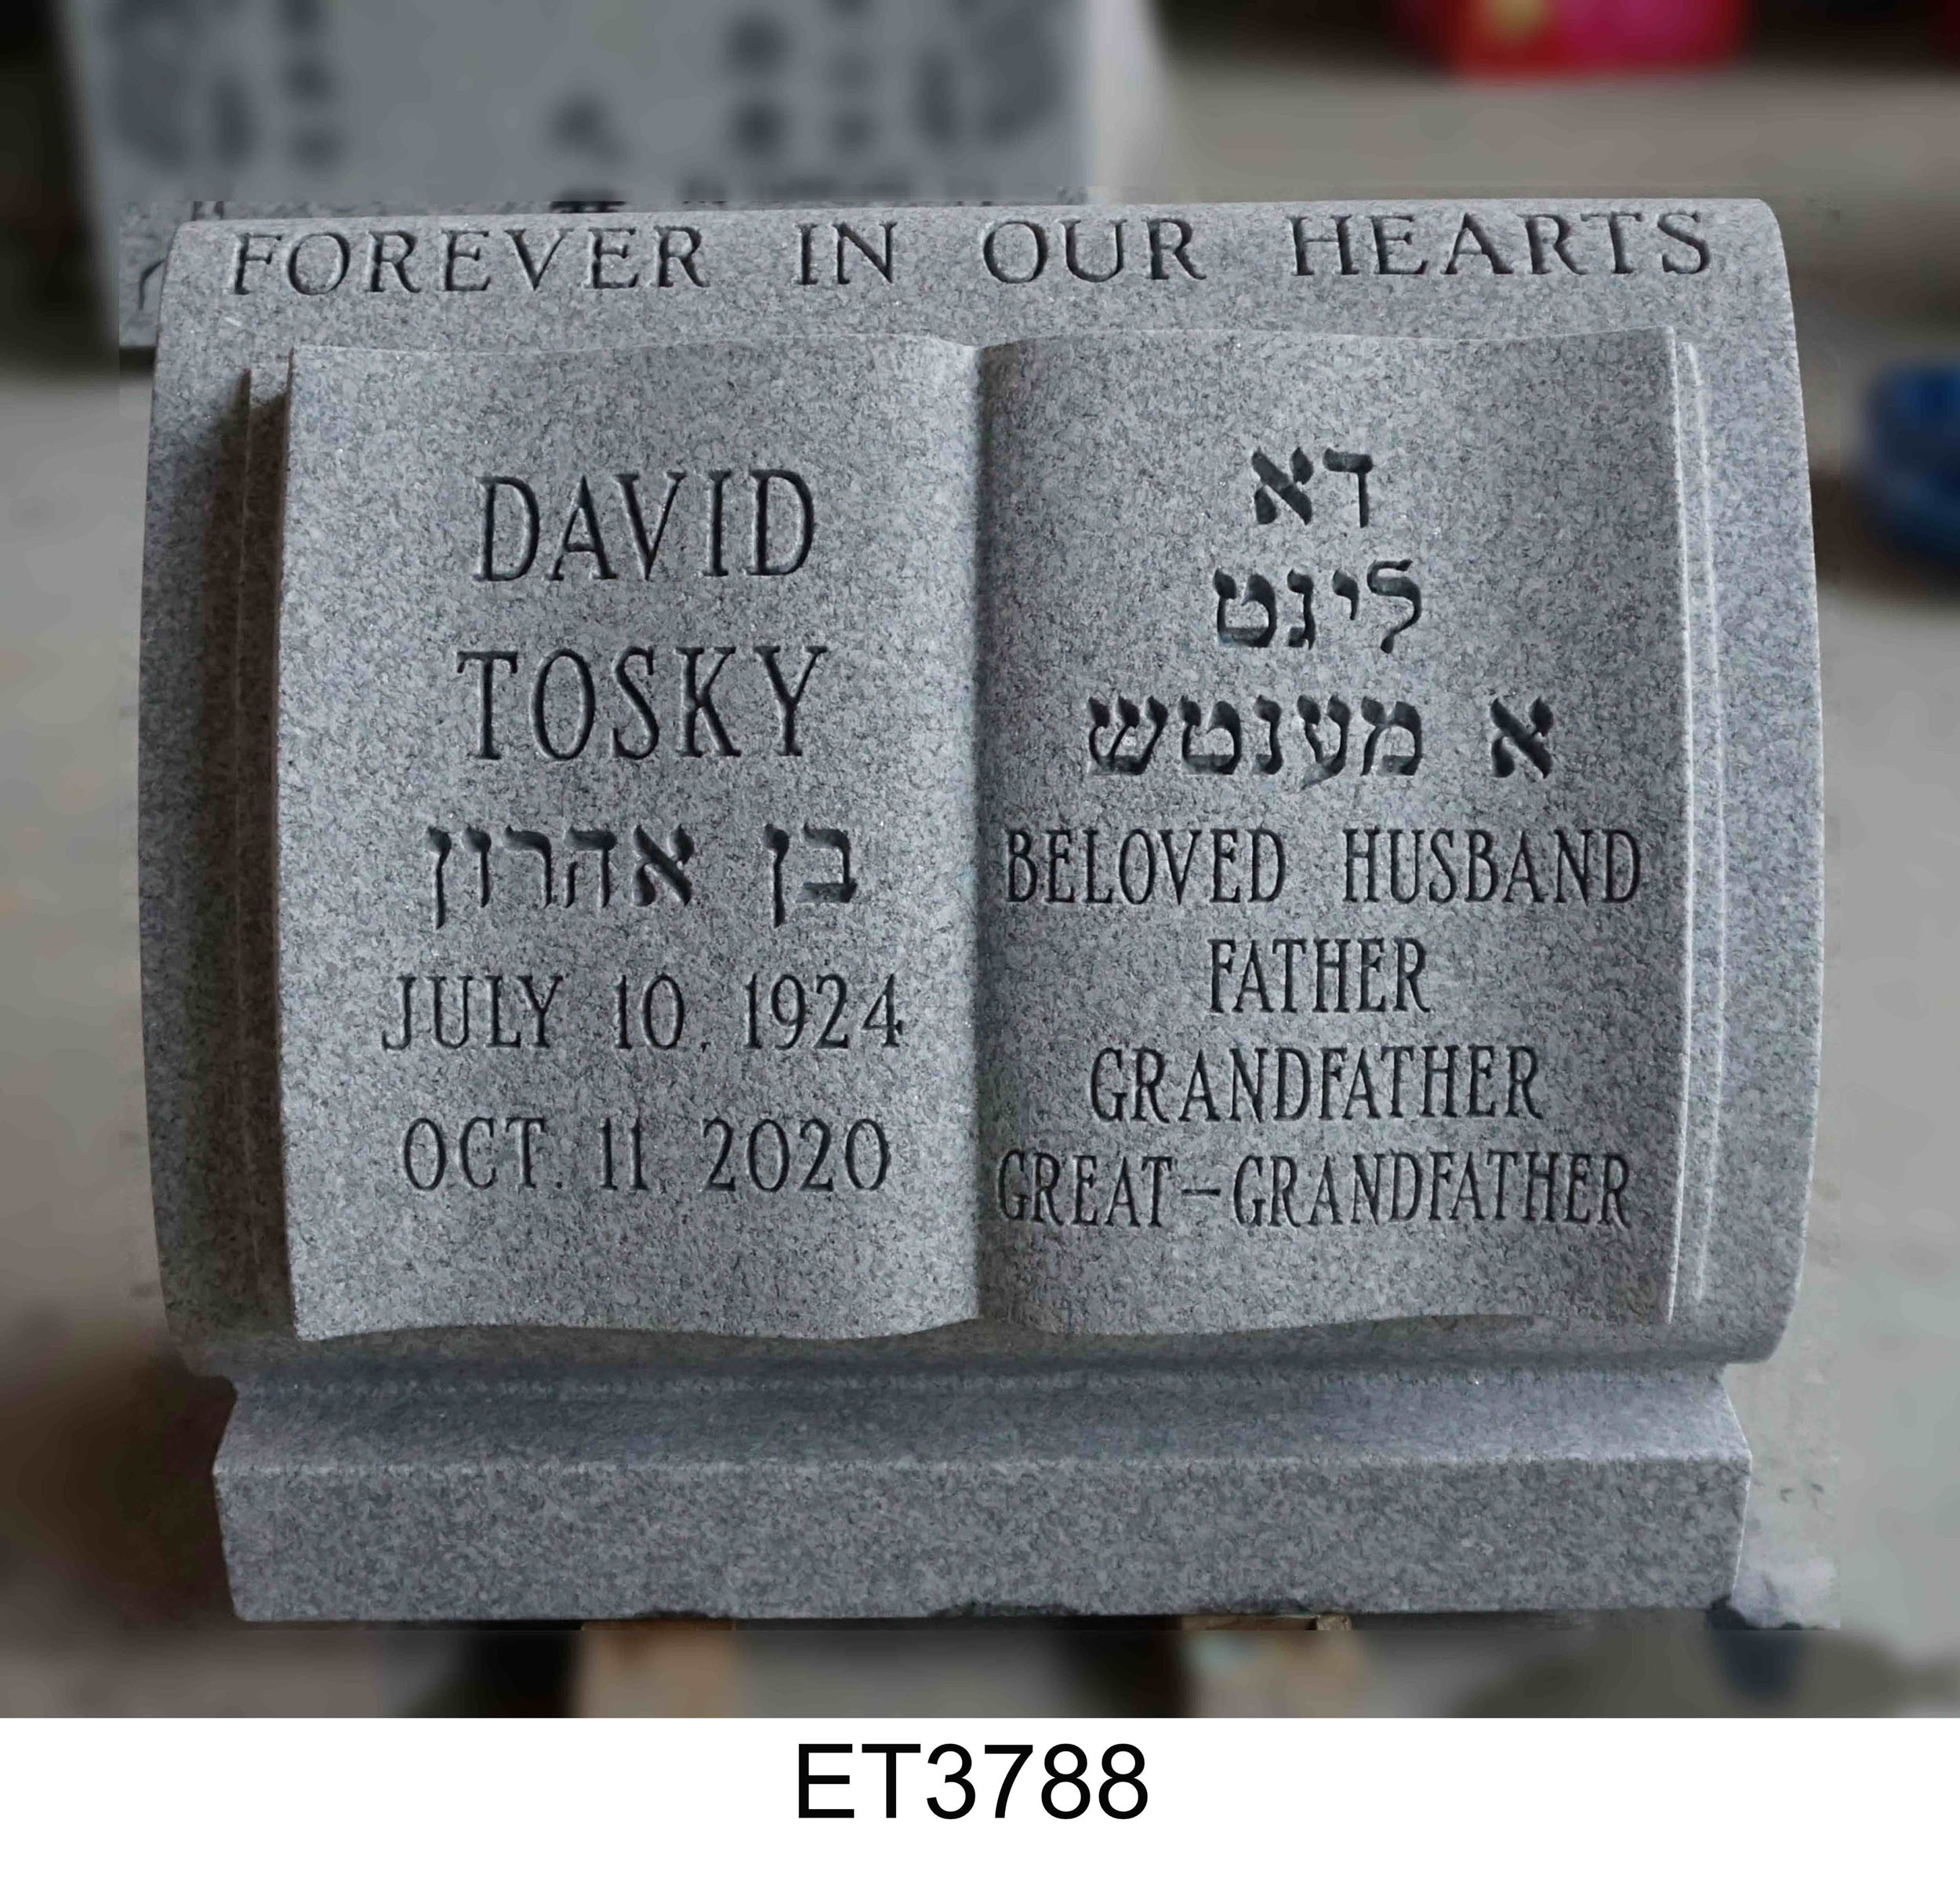 FOREVER IN OUR HEARTS
DAVID
TOSKY
בן אהרון
JULY 10, 1924
OCT. 11 2020
דא
ליגט
א מענטש
BELOVED HUSBAND
FATHER
GRANDFATHER
GREAT-GRANDFATHER
ET3788